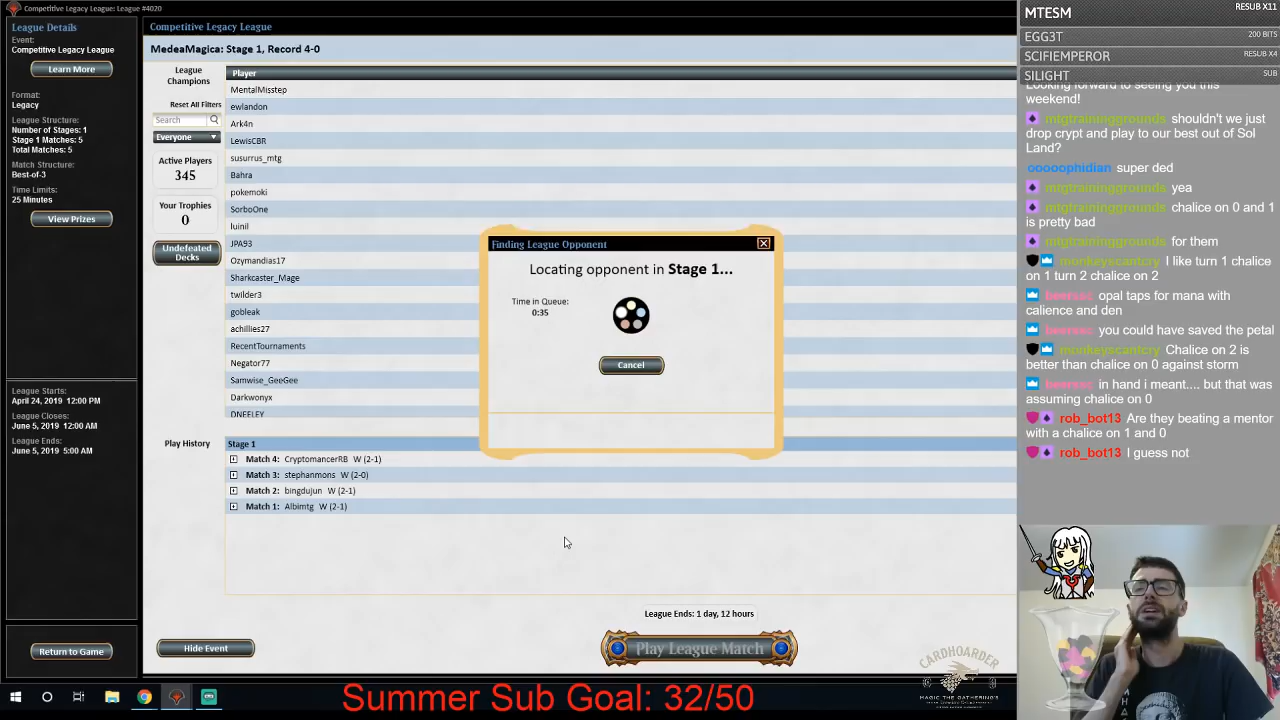 Competitive Legacy League: League #4020
League Details
Event:
Competitive Legacy League
Learn More
Format:
Legacy
League Structure:
Number of Stages: 1
Stage 1 Matches: 5
Total Matches: 5
Match Structure:
Best-of-3
Time Limits:
25 Minutes
View Prizes
League Starts:
April 24, 2019 12:00 PM
League Closes:
June 5, 2019 12:00 AM
League Ends:
June 5, 2019 5:00 AM
Return to Game
Competitive Legacy League
MedeaMagica: Stage 1, Record 4-0
League
Champions
Reset All Filters
Search
Everyone
Active Players
345
Your Trophies
0
Undefeated
Decks
Player
MentalMisstep
ewlandon
Ark4n
LewisCBR
susurrus_mtg
Bahra
pokemoki
SorboOne
luinil
JPA93
Ozymandias17
Sharkcaster_Mage
twilder3
gobleak
achillies27
RecentTournaments
Negator77
Samwise_GeeGee
Darkwonyx
DNEELEY
Finding League Opponent
Locating opponent in Stage 1...
Time in Queue:
0:35
Cancel
Play History
Stage 1
Match 4: CryptomancerRB W (2-1)
Match 3: stephanmons W (2-0)
Match 2: bingdujun W (2-1)
Match 1: Albimtg W (2-1)
League Ends: 1 day, 12 hours
Hide Event
Play League Match
MTESM RESUB X11
EGG3T 200 BITS
SCIFIEMPEROR RESUB X4
SILIGHT SUB
Looking forward to seeing you this
weekend!
mtgtraininggrounds shouldn't we just
drop crypt and play to our best out of Sol
Land?
ooooophidian super ded
mtgtraininggrounds yea
mtgtraininggrounds chalice on 0 and 1
is pretty bad
mtgtraininggrounds for them
monkeyscantcry I like turn 1 chalice
on 1 turn 2 chalice on 2
opal taps for mana with
calience and den
you could have saved the petal
monkeyscantcry Chalice on 2 is
better than chalice on 0 against storm
in hand i meant.... but that was
assuming chalice on 0
rob_bot13 Are they beating a mentor
with a chalice on 1 and 0
rob_bot13 I guess not
CARDHOARDER
MAGIC THE GATHERING'S
Summer Sub Goal: 32/50